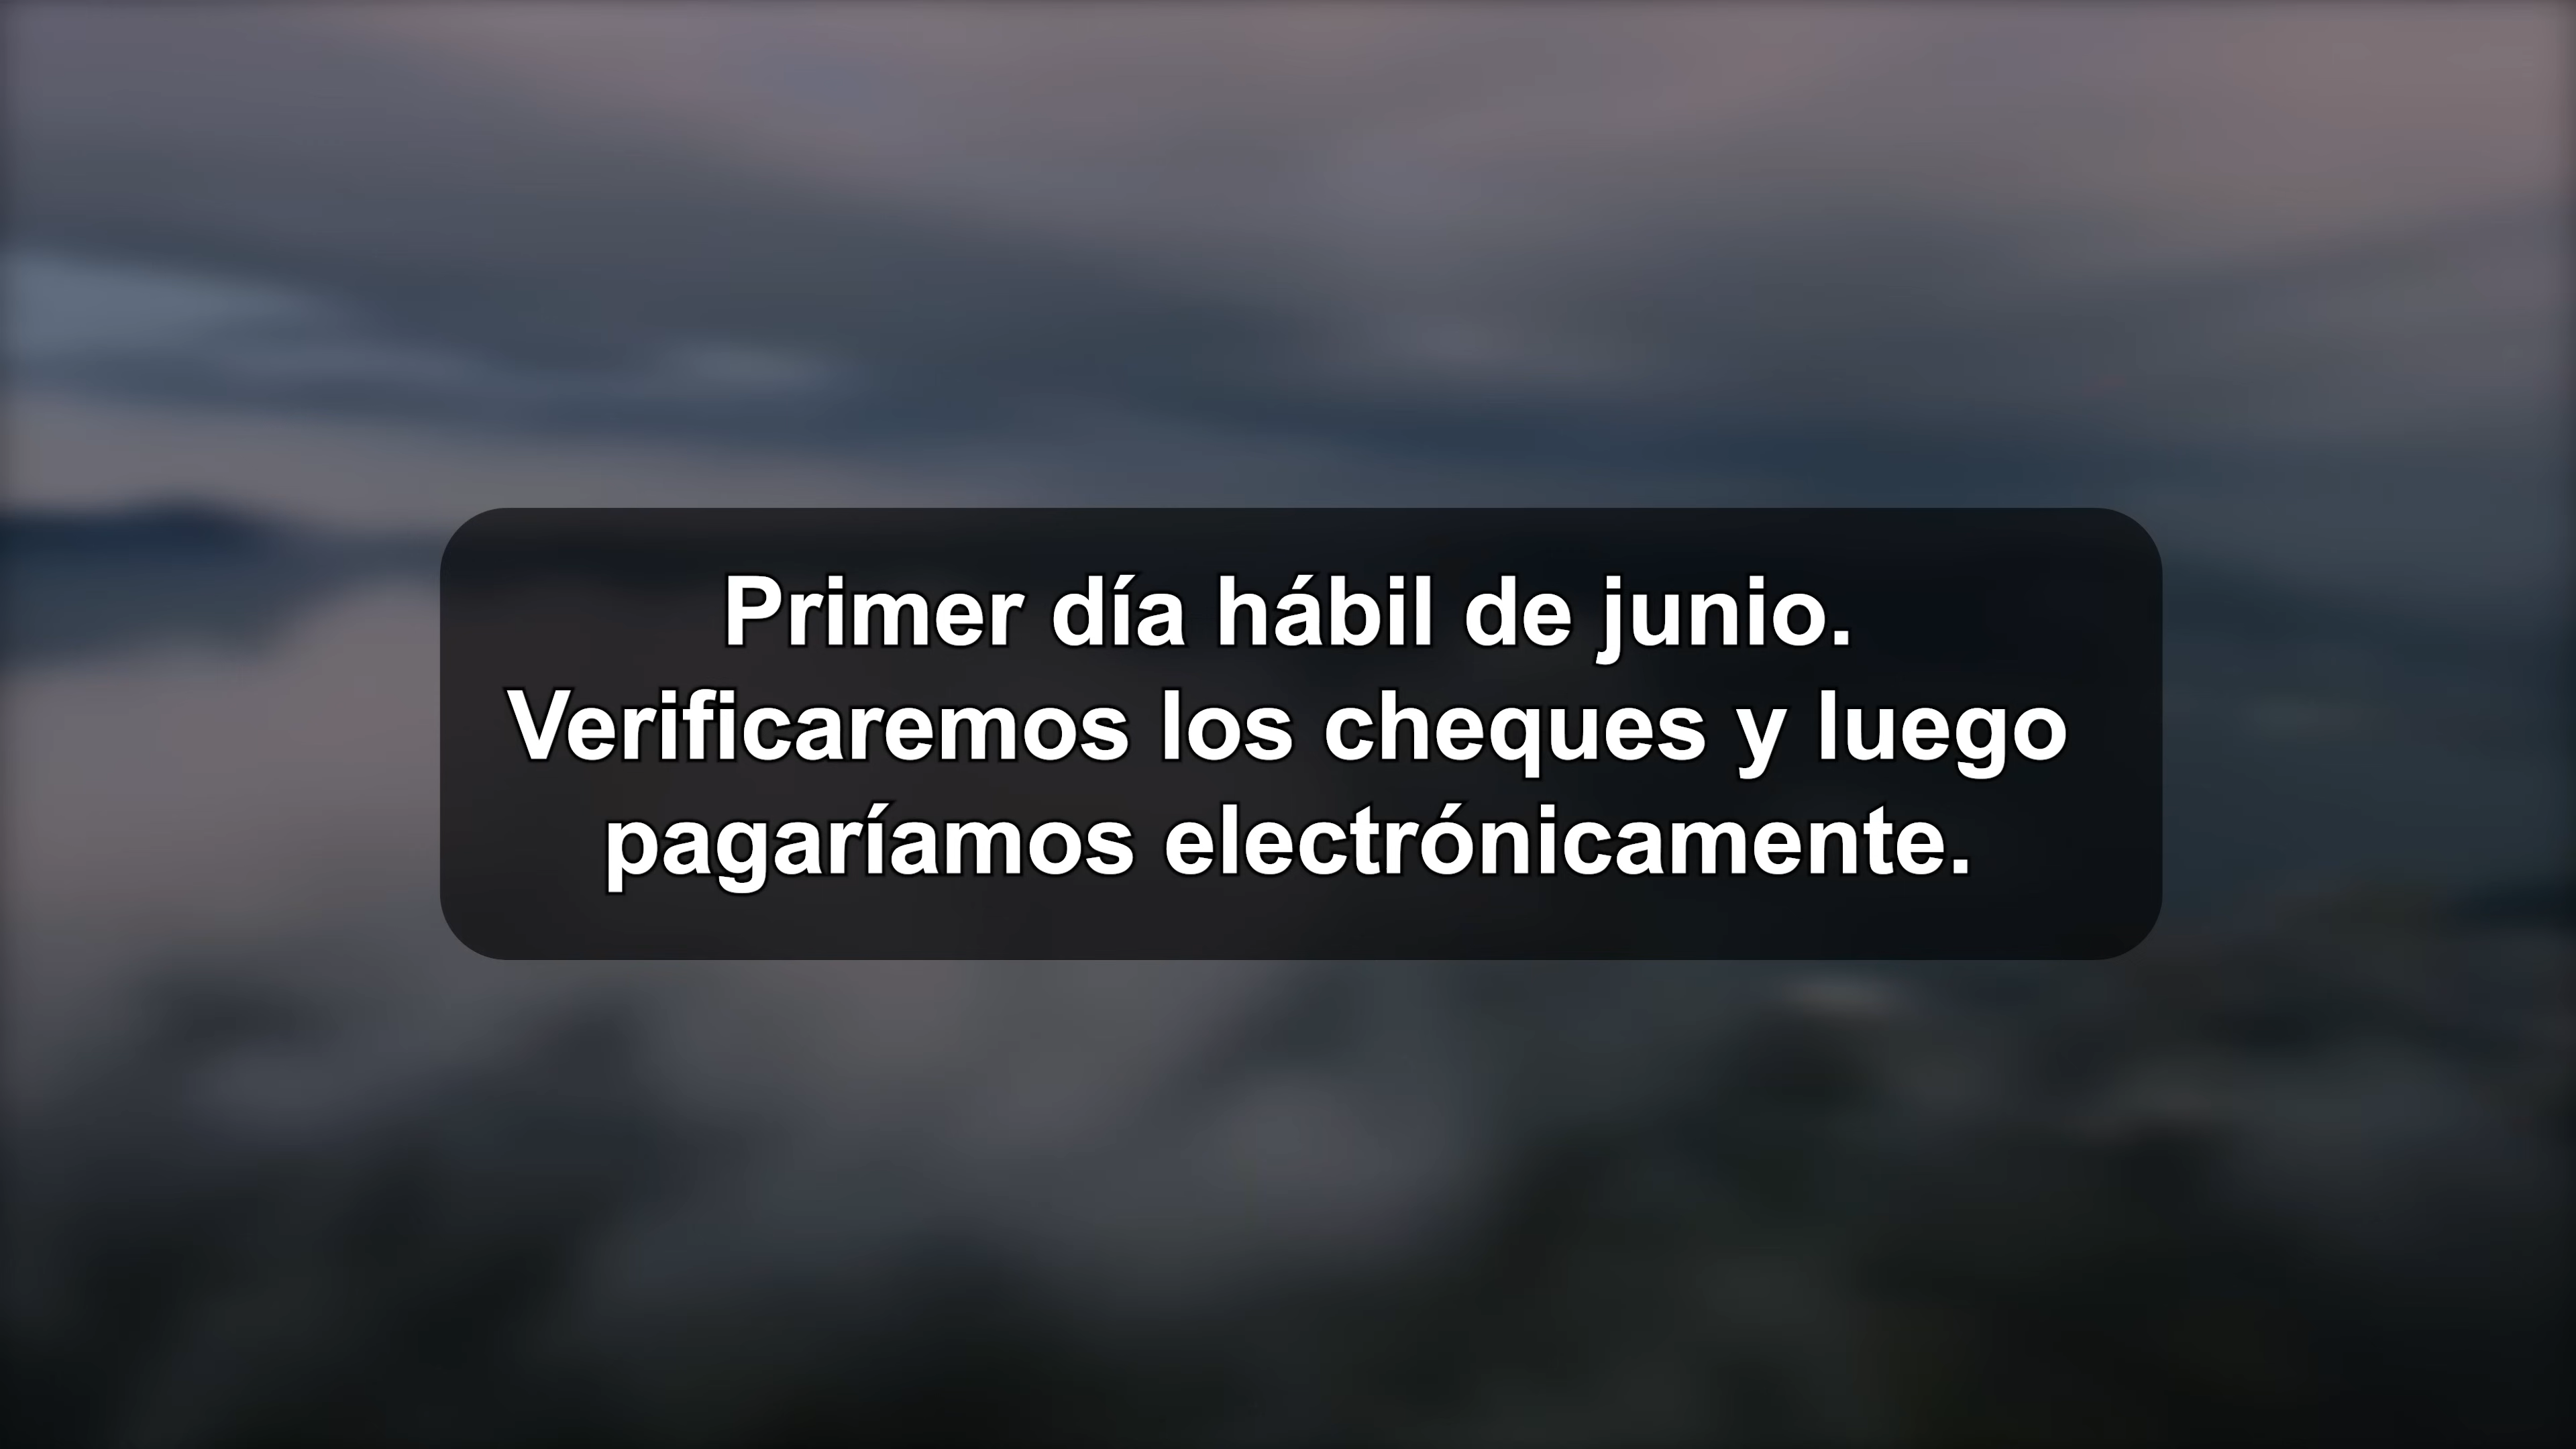 Primer día hábil de junio.
Verificaremos los cheques y luego
pagaríamos electrónicamente.